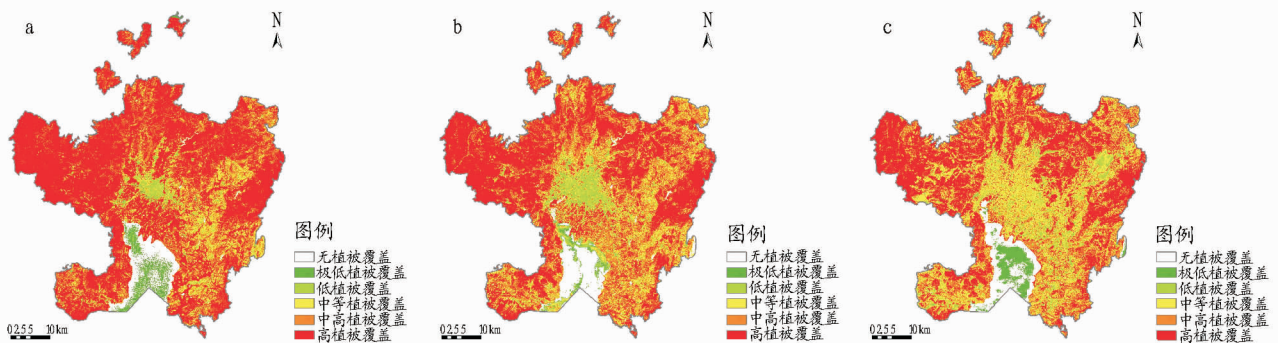 a
N
图例
无植被覆盖
极低植被覆盖
低植被覆盖
中等植被覆盖
中高植被覆盖
高植被覆盖
0 2.5 5 10 km
b
N
图例
无植被覆盖
极低植被覆盖
低植被覆盖
中等植被覆盖
中高植被覆盖
高植被覆盖
0 2.5 5 10 km
c
N
图例
无植被覆盖
极低植被覆盖
低植被覆盖
中等植被覆盖
中高植被覆盖
高植被覆盖
0 2.5 5 10 km